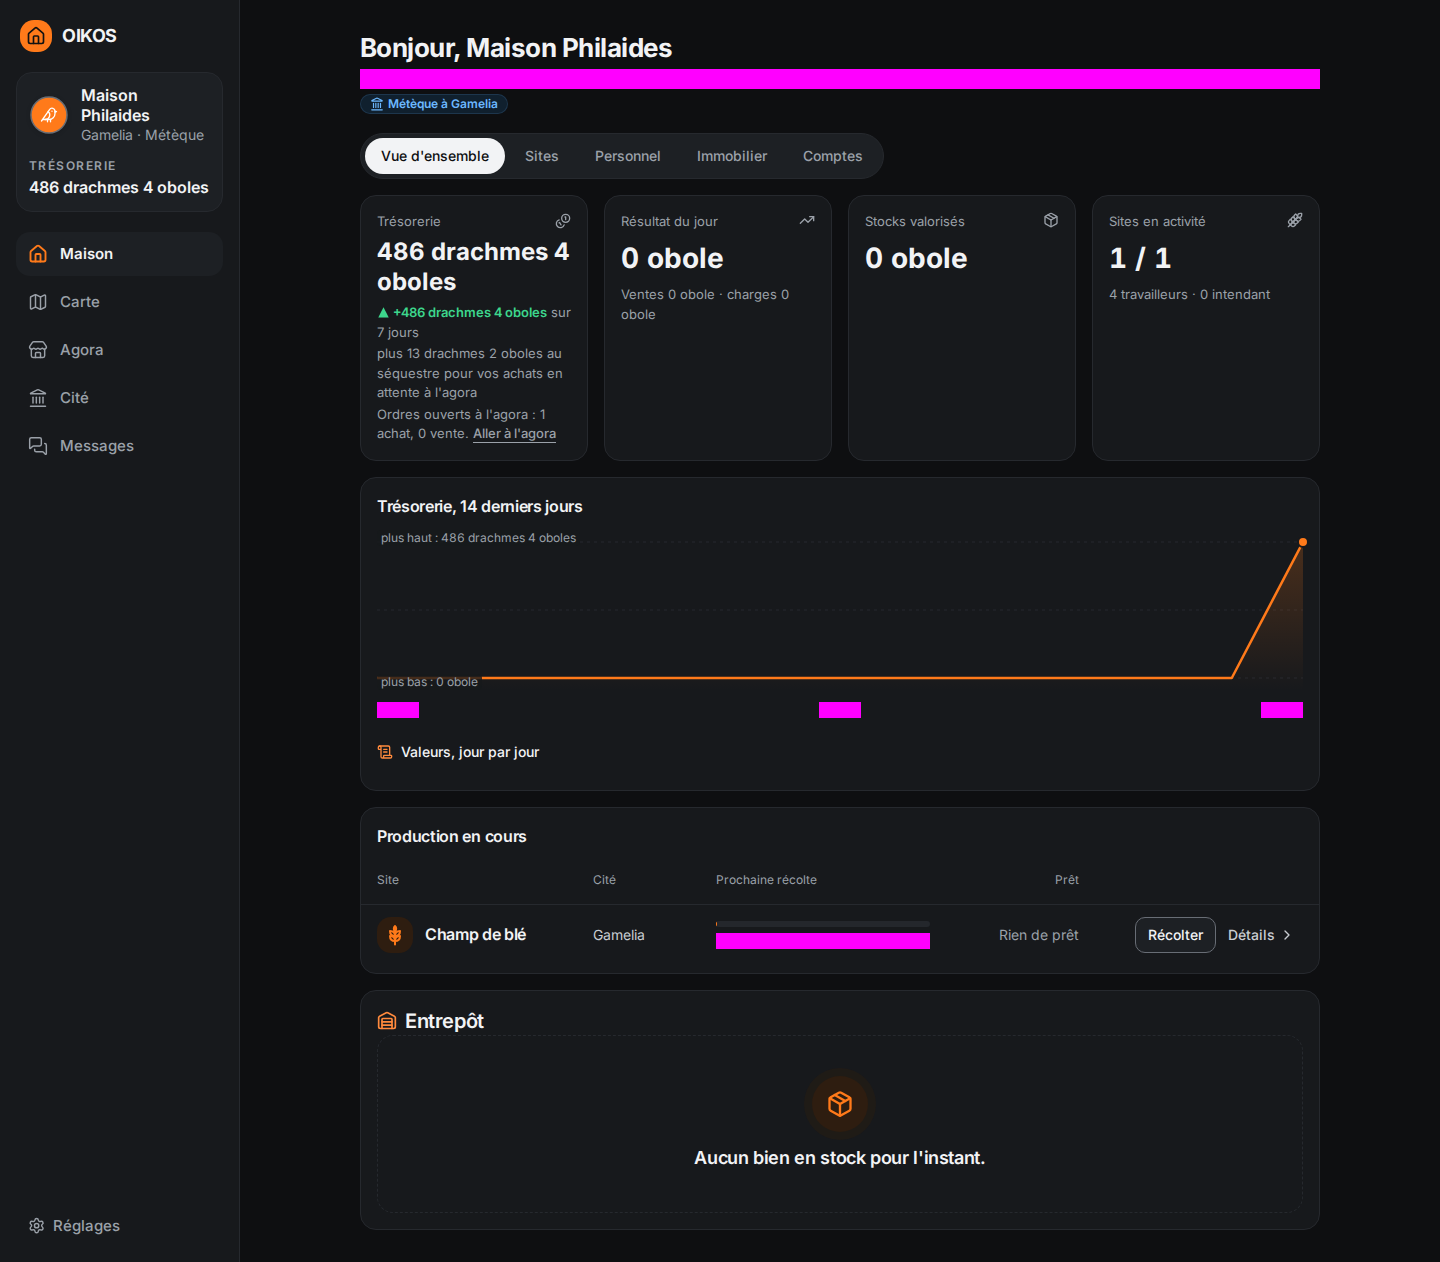 OIKOS
Maison
Philaides
Gamelia · Métèque
TRÉSORERIE
486 drachmes 4 oboles
Maison
Carte
Agora
Cité
Messages
Réglages
Bonjour, Maison Philaides
Métèque à Gamelia
Vue d'ensemble
Sites
Personnel
Immobilier
Comptes
Trésorerie
486 drachmes 4
oboles
▲ +486 drachmes 4 oboles sur
7 jours
plus 13 drachmes 2 oboles au
séquestre pour vos achats en
attente à l'agora
Ordres ouverts à l'agora : 1
achat, 0 vente. Aller à l'agora
Résultat du jour
0 obole
Ventes 0 obole · charges 0
obole
Stocks valorisés
0 obole
Sites en activité
1 / 1
4 travailleurs · 0 intendant
Trésorerie, 14 derniers jours
plus haut : 486 drachmes 4 oboles
plus bas : 0 obole
Valeurs, jour par jour
Production en cours
Site
Cité
Prochaine récolte
Prêt
Champ de blé
Gamelia
Rien de prêt
Récolter
Détails
Entrepôt
Aucun bien en stock pour l'instant.